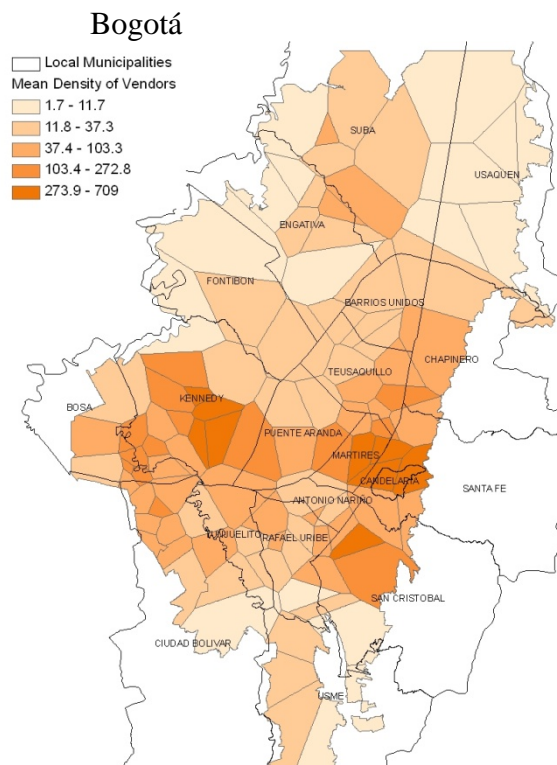 Bogotá
Local Municipalities
Mean Density of Vendors
1.7 - 11.7
11.8 - 37.3
37.4 - 103.3
103.4 - 272.8
273.9 - 709
SUBA
USAQUEN
ENGATIVA
FONTIBON
BARRIOS UNIDOS
CHAPINERO
TEUSAQUILLO
KENNEDY
BOSA
PUENTE ARANDA
MARTIRES
CANDELARIA
SANTA FE
ANTONIO NARIÑO
TUNJUELITO
RAFAEL URIBE
SAN CRISTOBAL
CIUDAD BOLIVAR
USME